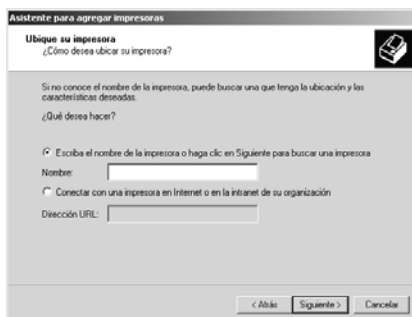 Asistente para agregar impresoras
Ubique su impresora
¿Cómo desea ubicar su impresora?
Si no conoce el nombre de la impresora, puede buscar una que tenga la ubicación y las
características deseadas.
¿Qué desea hacer?
Escriba el nombre de la impresora o haga clic en Siguiente para buscar una impresora
Nombre:
Conectar con una impresora en Internet o en la intranet de su organización
Dirección URL:
< Atrás Siguiente > Cancelar